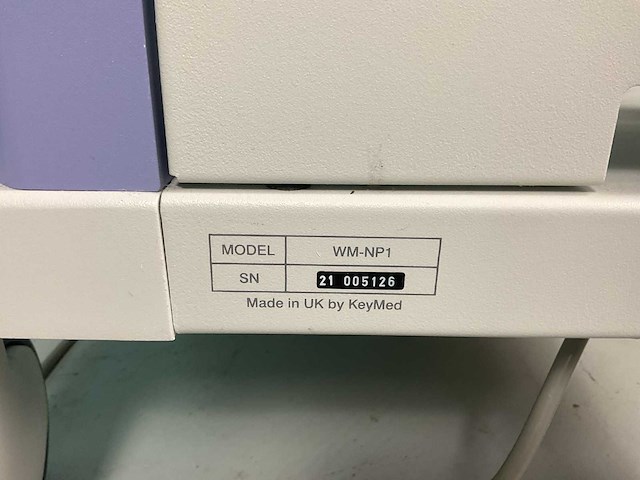 MODEL WM-NP1
SN 21 005126
Made in UK by KeyMed